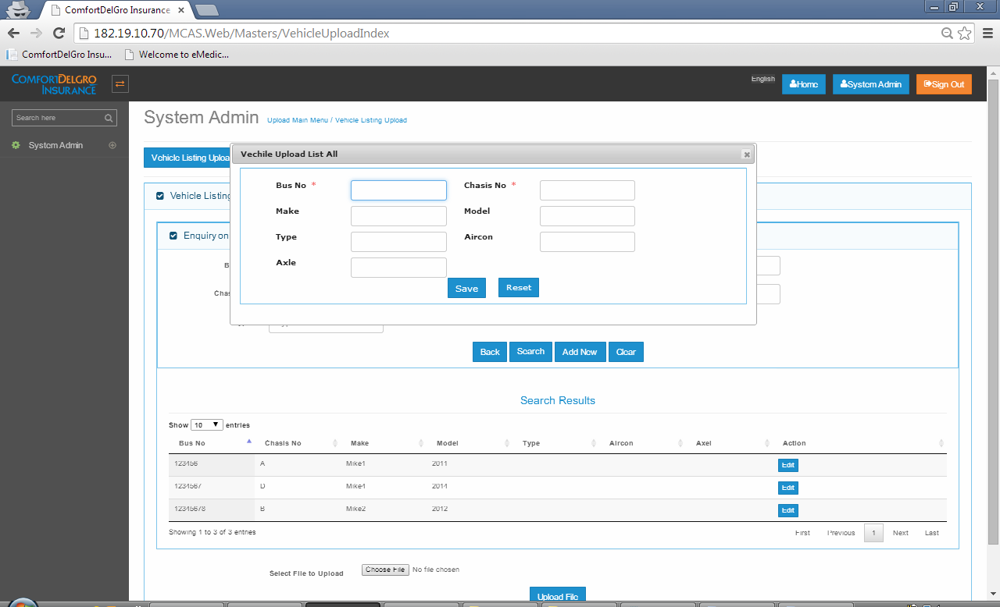 ComfortDelGro Insurance
182.19.10.70/MCAS.Web/Masters/VehicleUploadIndex
ComfortDelGro Insu... Welcome to eMedic...
COMFORTDELGRO
INSURANCE
English Home System Admin Sign Out
Search here
System Admin
System Admin Upload Main Menu / Vehicle Listing Upload
Vehicle Listing Uploa
Vechile Upload List All
Bus No * Chasis No *
Make Model
Type Aircon
Axle
Save Reset
Vehicle Listing
Enquiry on
B
Chas
Back Search Add New Clear
Search Results
Show 10 entries
Bus No Chasis No Make Model Type Aircon Axel Action
123456 A Mike1 2011 Edit
1234567 D Mike4 2014 Edit
12345678 B Mike2 2012 Edit
Showing 1 to 3 of 3 entries First Previous 1 Next Last
Select File to Upload Choose File No file chosen
Upload File